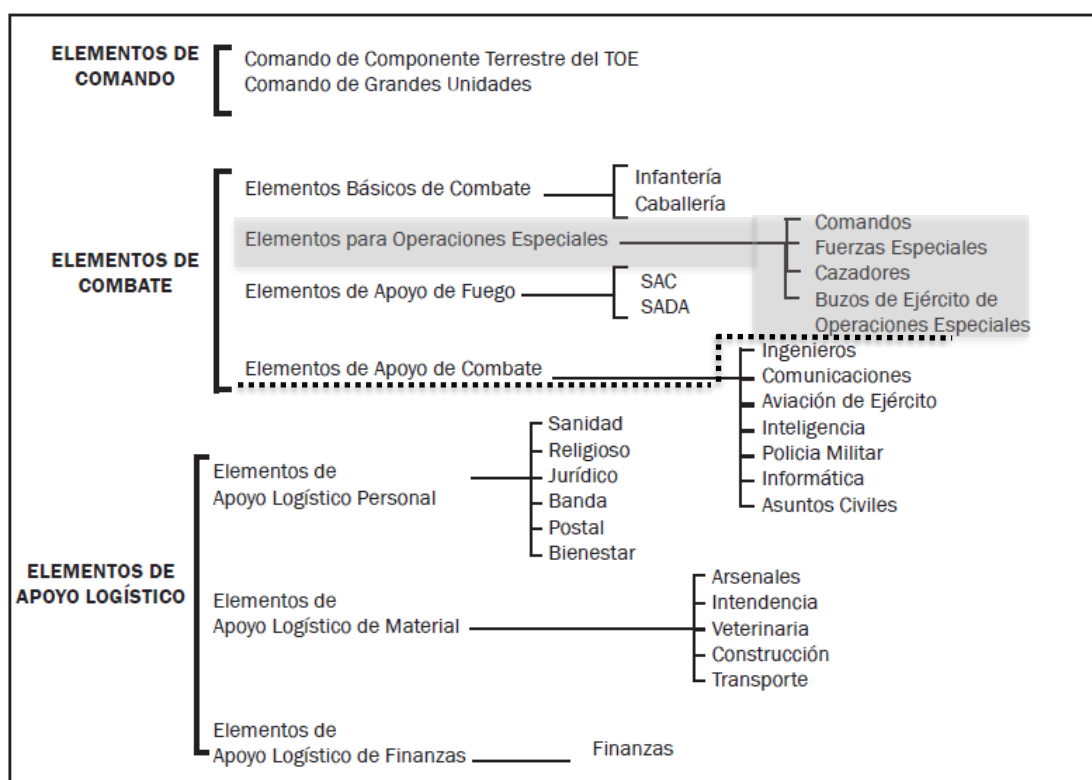 ELEMENTOS DE
COMANDO
Comando de Componente Terrestre del TOE
Comando de Grandes Unidades
ELEMENTOS DE
COMBATE
Elementos Básicos de Combate
Infantería
Caballería
Elementos para Operaciones Especiales
Comandos
Fuerzas Especiales
Cazadores
Buzos de Ejército de
Operaciones Especiales
Elementos de Apoyo de Fuego
SAC
SADA
Elementos de Apoyo de Combate
Ingenieros
Comunicaciones
Aviación de Ejército
Inteligencia
Policia Militar
Informática
Asuntos Civiles
ELEMENTOS DE
APOYO LOGÍSTICO
Elementos de
Apoyo Logístico Personal
Sanidad
Religioso
Jurídico
Banda
Postal
Bienestar
Elementos de
Apoyo Logístico de Material
Arsenales
Intendencia
Veterinaria
Construcción
Transporte
Elementos de
Apoyo Logístico de Finanzas
Finanzas